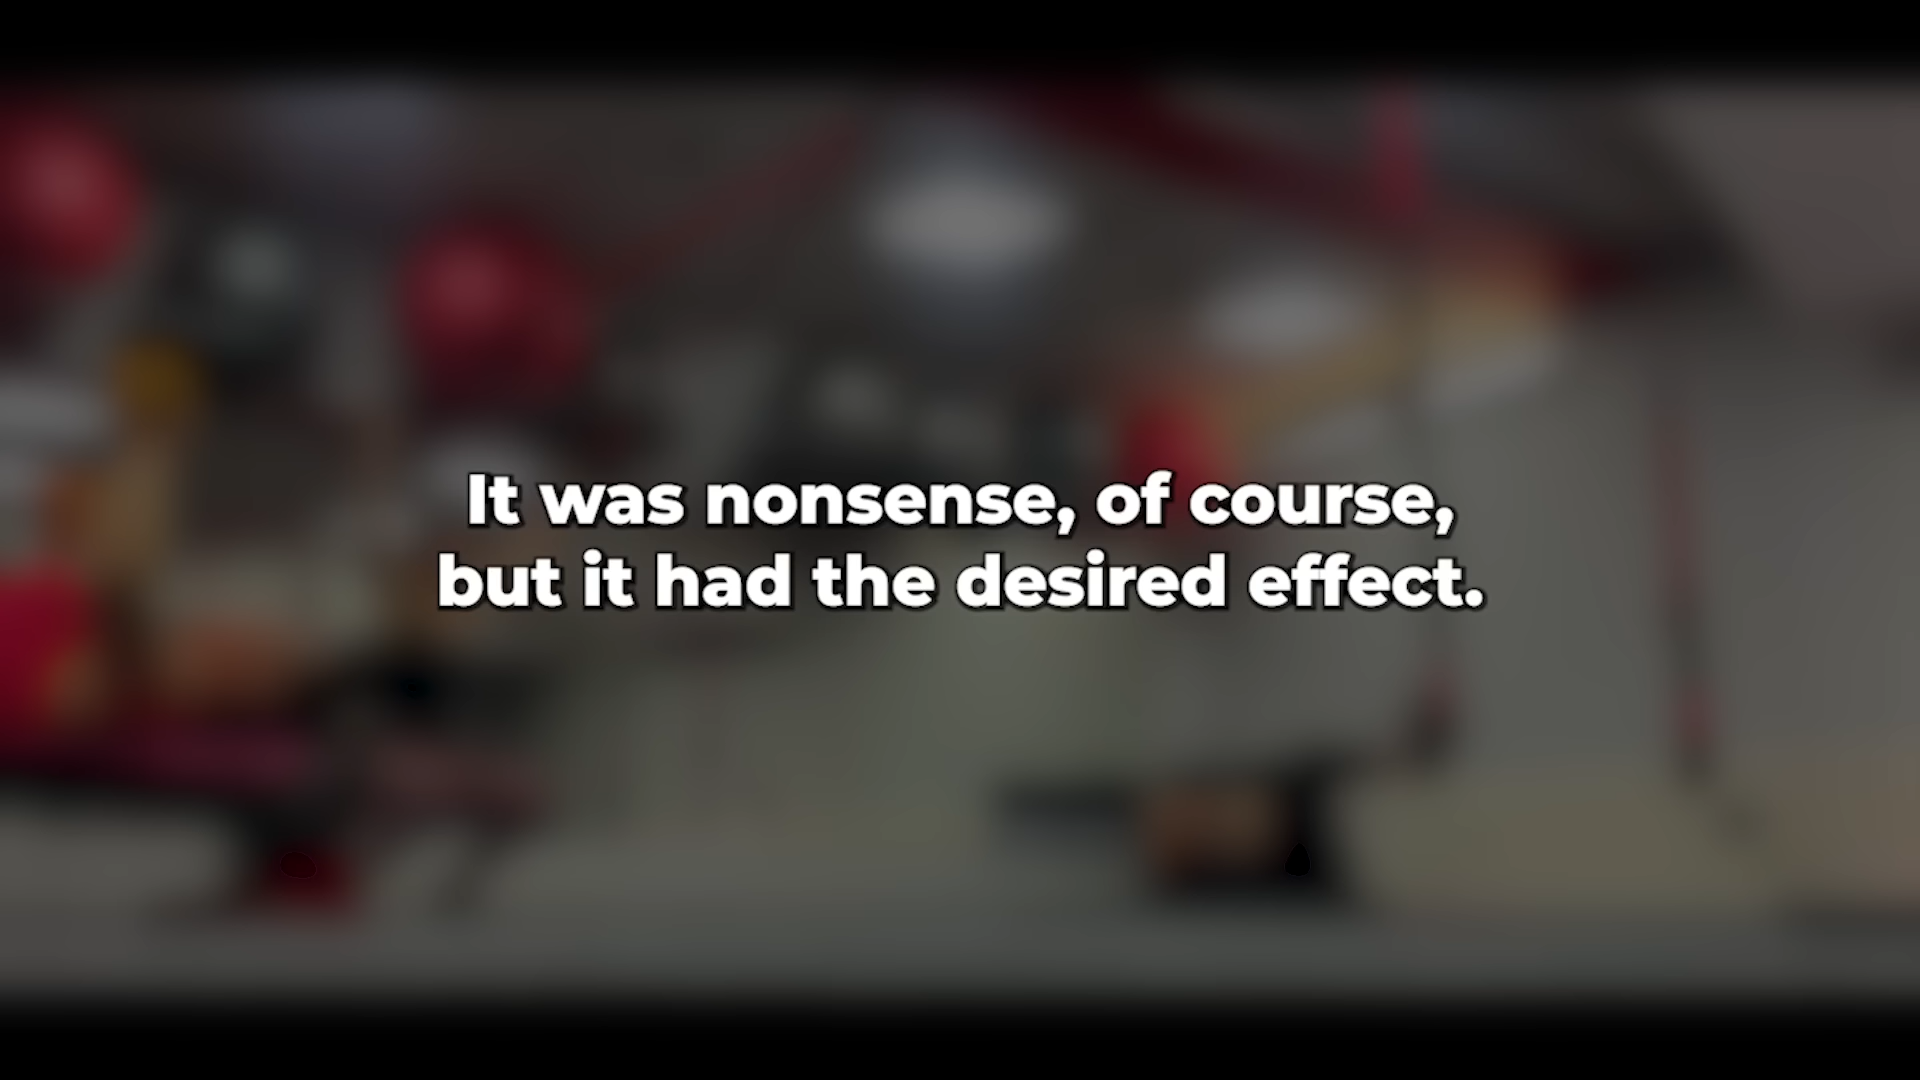 It was nonsense, of course,
but it had the desired effect.